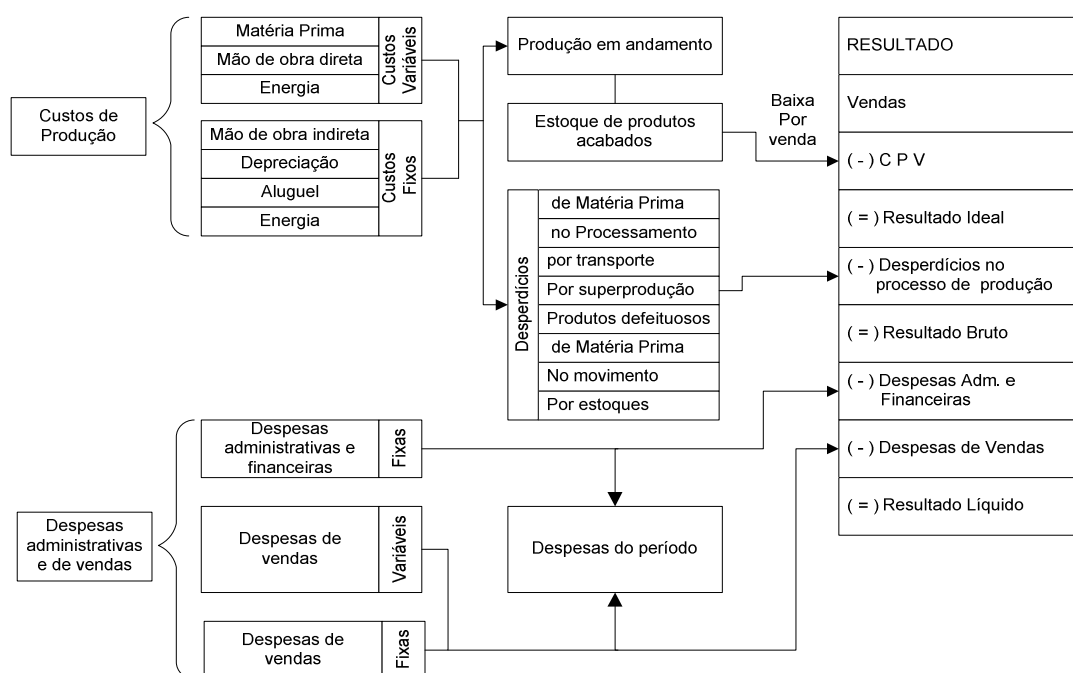 Custos de
Produção
Matéria Prima
Mão de obra direta
Energia
Custos
Variáveis
Mão de obra indireta
Depreciação
Aluguel
Energia
Custos
Fixos
Produção em andamento
Estoque de produtos
acabados
Baixa
Por
venda
Desperdícios
de Matéria Prima
no Processamento
por transporte
Por superprodução
Produtos defeituosos
de Matéria Prima
No movimento
Por estoques
RESULTADO
Vendas
( - ) C P V
( = ) Resultado Ideal
( - ) Desperdícios no
processo de produção
( = ) Resultado Bruto
( - ) Despesas Adm. e
Financeiras
( - ) Despesas de Vendas
( = ) Resultado Líquido
Despesas
administrativas
e de vendas
Despesas
administrativas e
financeiras
Fixas
Despesas de
vendas
Variáveis
Despesas de
vendas
Fixas
Despesas do período